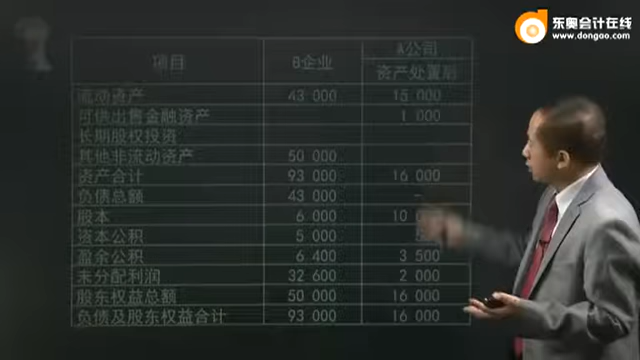 东奥会计在线
www.dongao.com
项目 B企业 A公司
资产处置后
流动资产 43 000 15 000
可供出售金融资产 1 000
长期股权投资
其他非流动资产 50 000
资产合计 93 000 16 000
负债总额 43 000 -
股本 6 000 10
资本公积 5 000
盈余公积 6 400 3 500
未分配利润 32 600 2 000
股东权益总额 50 000 16 000
负债及股东权益合计 93 000 16 000